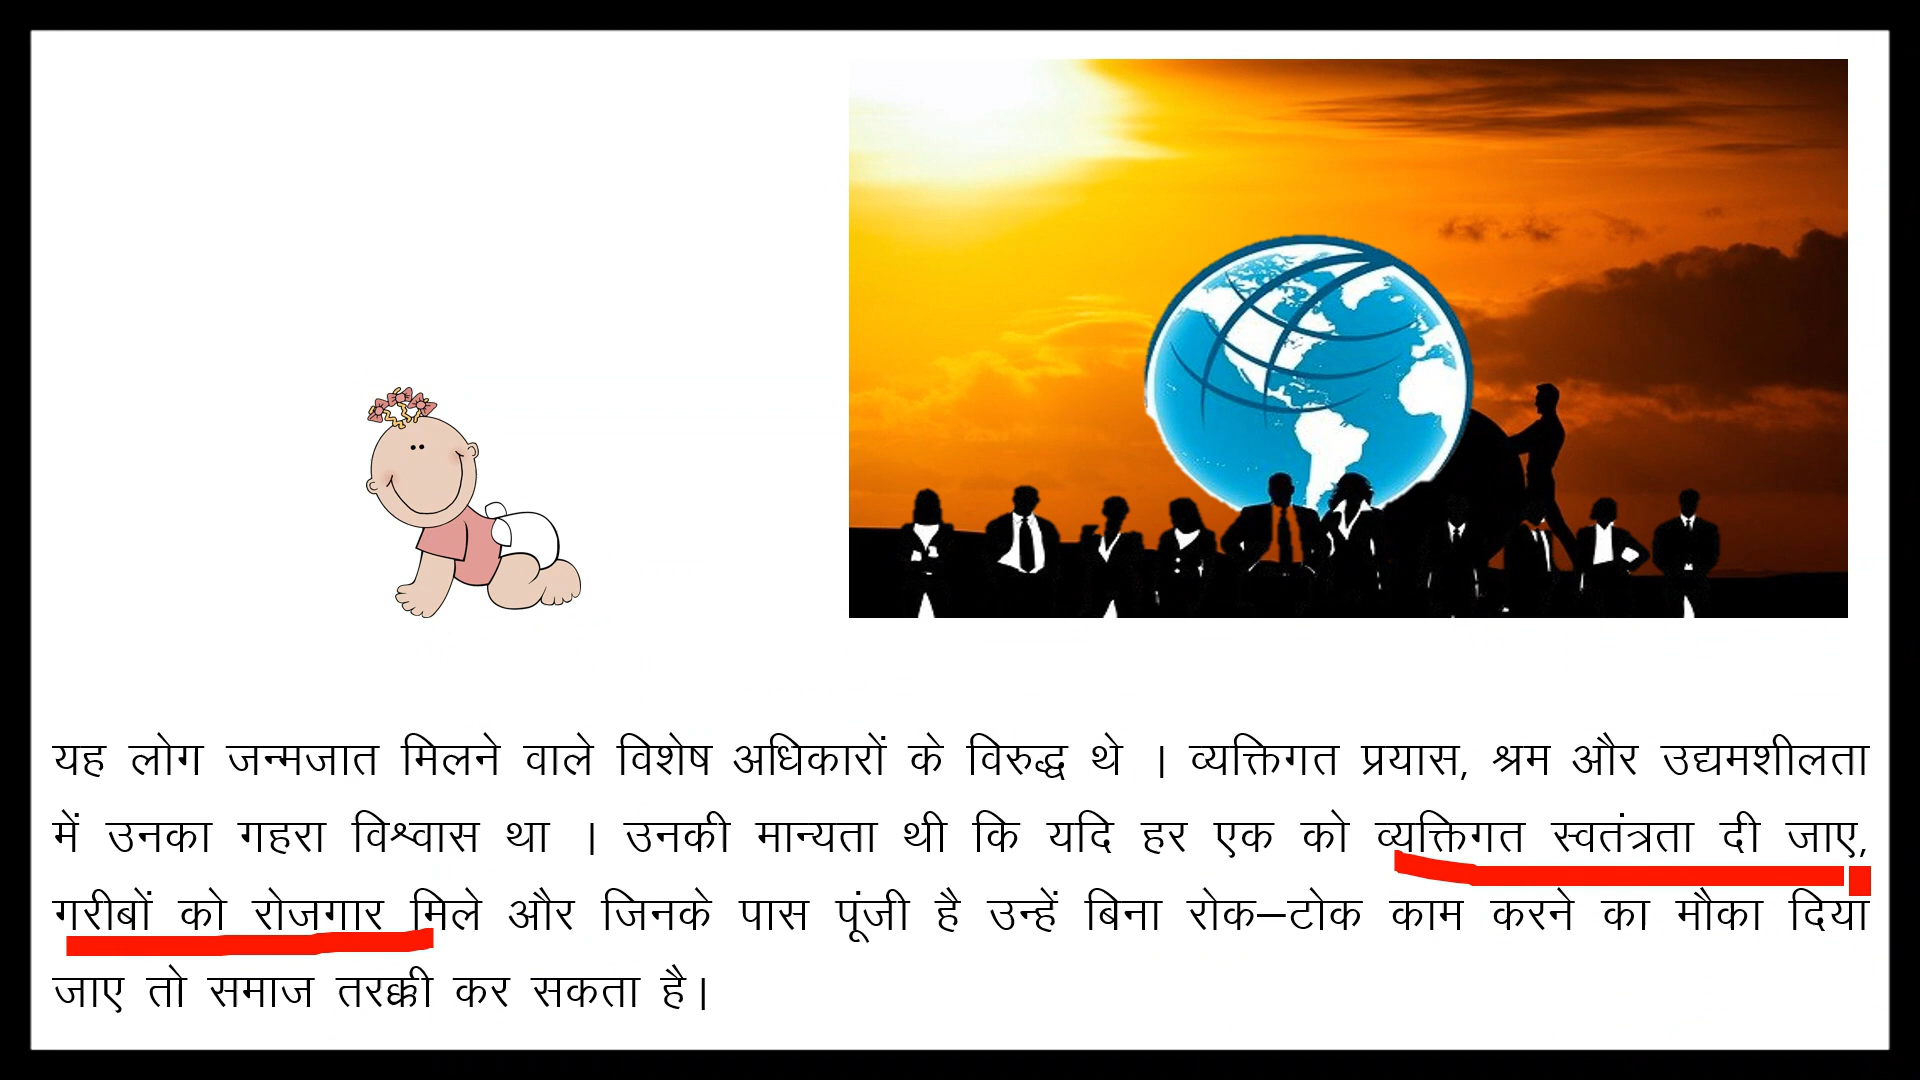 यह लोग जन्मजात मिलने वाले विशेष अधिकारों के विरुद्ध थे । व्यक्तिगत प्रयास, श्रम और उद्यमशीलता
में उनका गहरा विश्वास था । उनकी मान्यता थी कि यदि हर एक को व्यक्तिगत स्वतंत्रता दी जाए,
गरीबों को रोजगार मिले और जिनके पास पूंजी है उन्हें बिना रोक–टोक काम करने का मौका दिया
जाए तो समाज तरक्की कर सकता है।